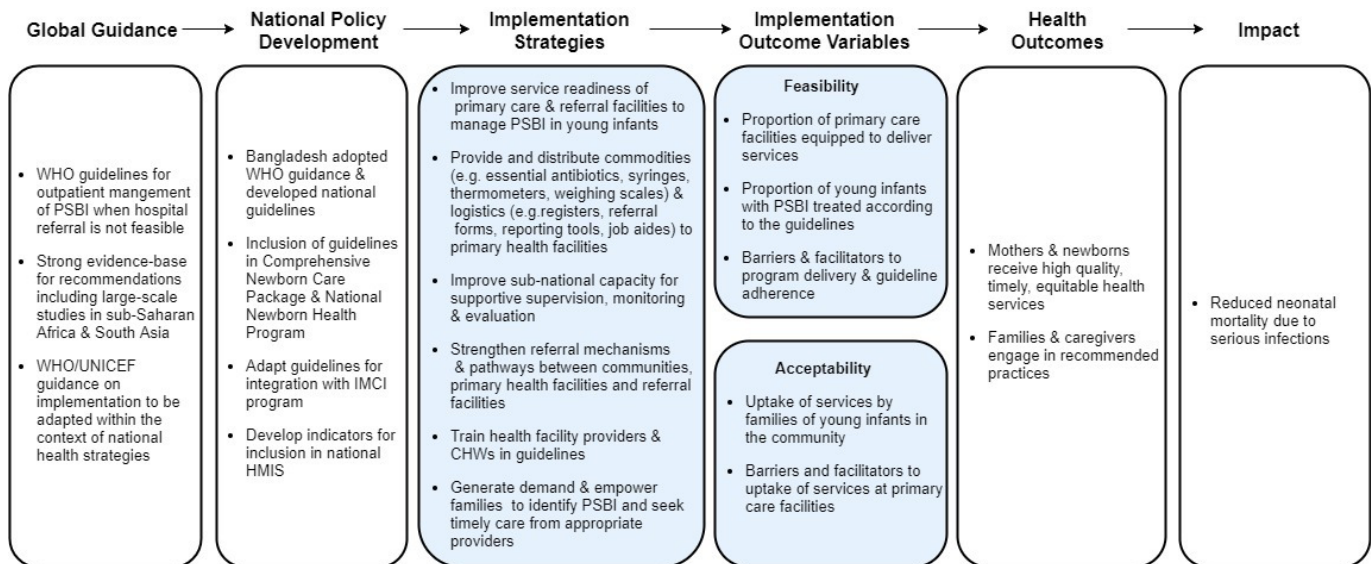 Global Guidance
National Policy
Development
Implementation
Strategies
Implementation
Outcome Variables
Health
Outcomes
Impact
• WHO guidelines for
outpatient mangement
of PSBI when hospital
referral is not feasible
• Strong evidence-base
for recommendations
including large-scale
studies in sub-Saharan
Africa & South Asia
• WHO/UNICEF
guidance on
implementation to be
adapted within the
context of national
health strategies
• Bangladesh adopted
WHO guidance &
developed national
guidelines
• Inclusion of guidelines
in Comprehensive
Newborn Care
Package & National
Newborn Health
Program
• Adapt guidelines for
integration with IMCI
program
• Develop indicators for
inclusion in national
HMIS
• Improve service readiness of
primary care & referral facilities to
manage PSBI in young infants
• Provide and distribute commodities
(e.g. essential antibiotics, syringes,
thermometers, weighing scales) &
logistics (e.g.registers, referral
forms, reporting tools, job aides) to
primary health facilities
• Improve sub-national capacity for
supportive supervision, monitoring
& evaluation
• Strengthen referral mechanisms
& pathways between communities,
primary health facilities and referral
facilities
• Train health facility providers &
CHWs in guidelines
• Generate demand & empower
families to identify PSBI and seek
timely care from appropriate
providers
Feasibility
• Proportion of primary care
facilities equipped to deliver
services
• Proportion of young infants
with PSBI treated according
to the guidelines
• Barriers & facilitators to
program delivery & guideline
adherence
Acceptability
• Uptake of services by
families of young infants in
the community
• Barriers and facilitators to
uptake of services at primary
care facilities
• Mothers & newborns
receive high quality,
timely, equitable health
services
• Families & caregivers
engage in recommended
practices
• Reduced neonatal
mortality due to
serious infections